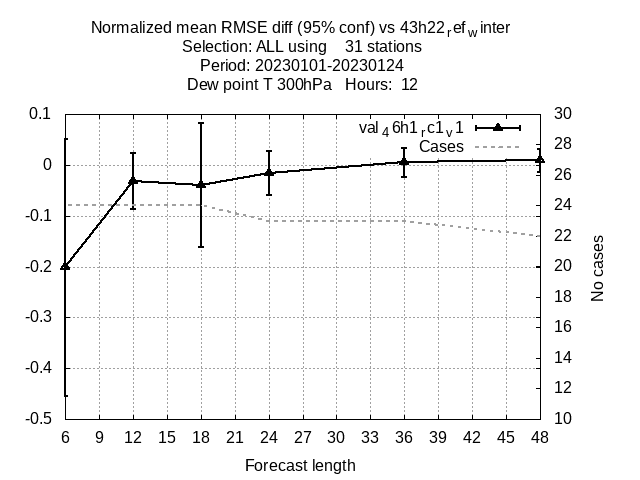 Normalized mean RMSE diff (95% conf) vs 43h22refwinter
Selection: ALL using    31 stations
Period: 20230101-20230124
Dew point T 300hPa   Hours:  12
0.1
0
-0.1
-0.2
-0.3
-0.4
-0.5
val46h1rc1v1
Cases
30
28
26
24
22
20
18
16
14
12
10
No cases
6 9 12 15 18 21 24 27 30 33 36 39 42 45 48
Forecast length